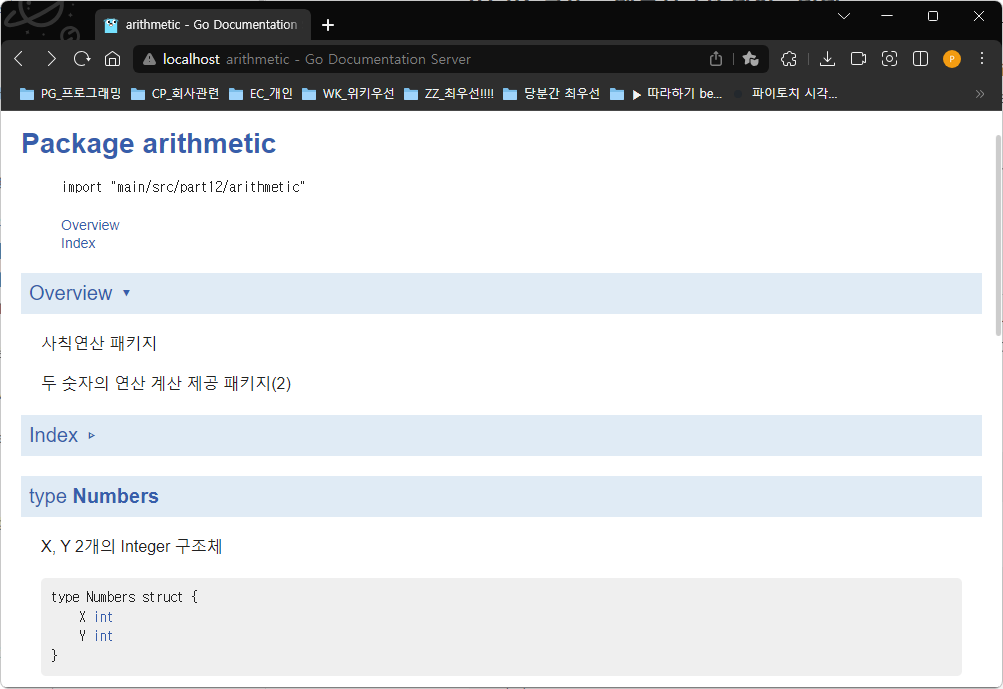 arithmetic - Go Documentation
localhost arithmetic - Go Documentation Server
P
PG_프로그래밍 CP_회사관련 EC_개인 WK_위키우선 ZZ_최우선!!!! 당분간 최우선 ▶ 따라하기 be... 파이토치 시각...
Package arithmetic
import "main/src/part12/arithmetic"
Overview
Index
Overview ▾
사칙연산 패키지
두 숫자의 연산 계산 제공 패키지(2)
Index ▹
type Numbers
X, Y 2개의 Integer 구조체
type Numbers struct {
X int
Y int
}